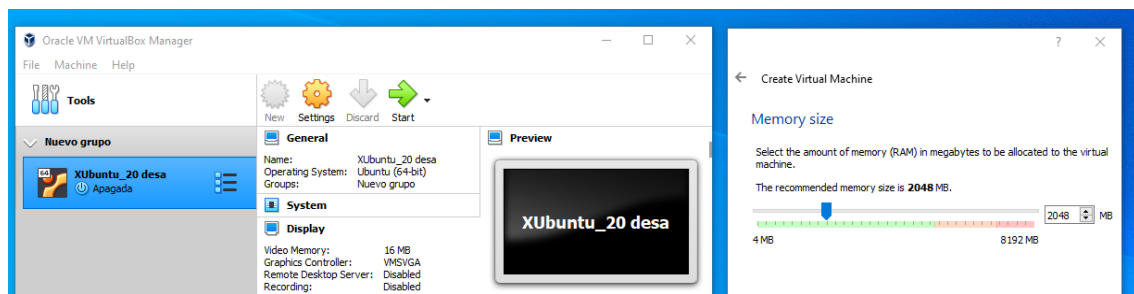 Oracle VM VirtualBox Manager
File Machine Help
Tools
New Settings Discard Start
Nuevo grupo
64
XUbuntu_20 desa
Apagada
General
Name: XUbuntu_20 desa
Operating System: Ubuntu (64-bit)
Groups: Nuevo grupo
System
Display
Video Memory: 16 MB
Graphics Controller: VMSVGA
Remote Desktop Server: Disabled
Recording: Disabled
Preview
XUbuntu_20 desa
?
Create Virtual Machine
Memory size
Select the amount of memory (RAM) in megabytes to be allocated to the virtual
machine.
The recommended memory size is 2048 MB.
2048 MB
4 MB 8192 MB